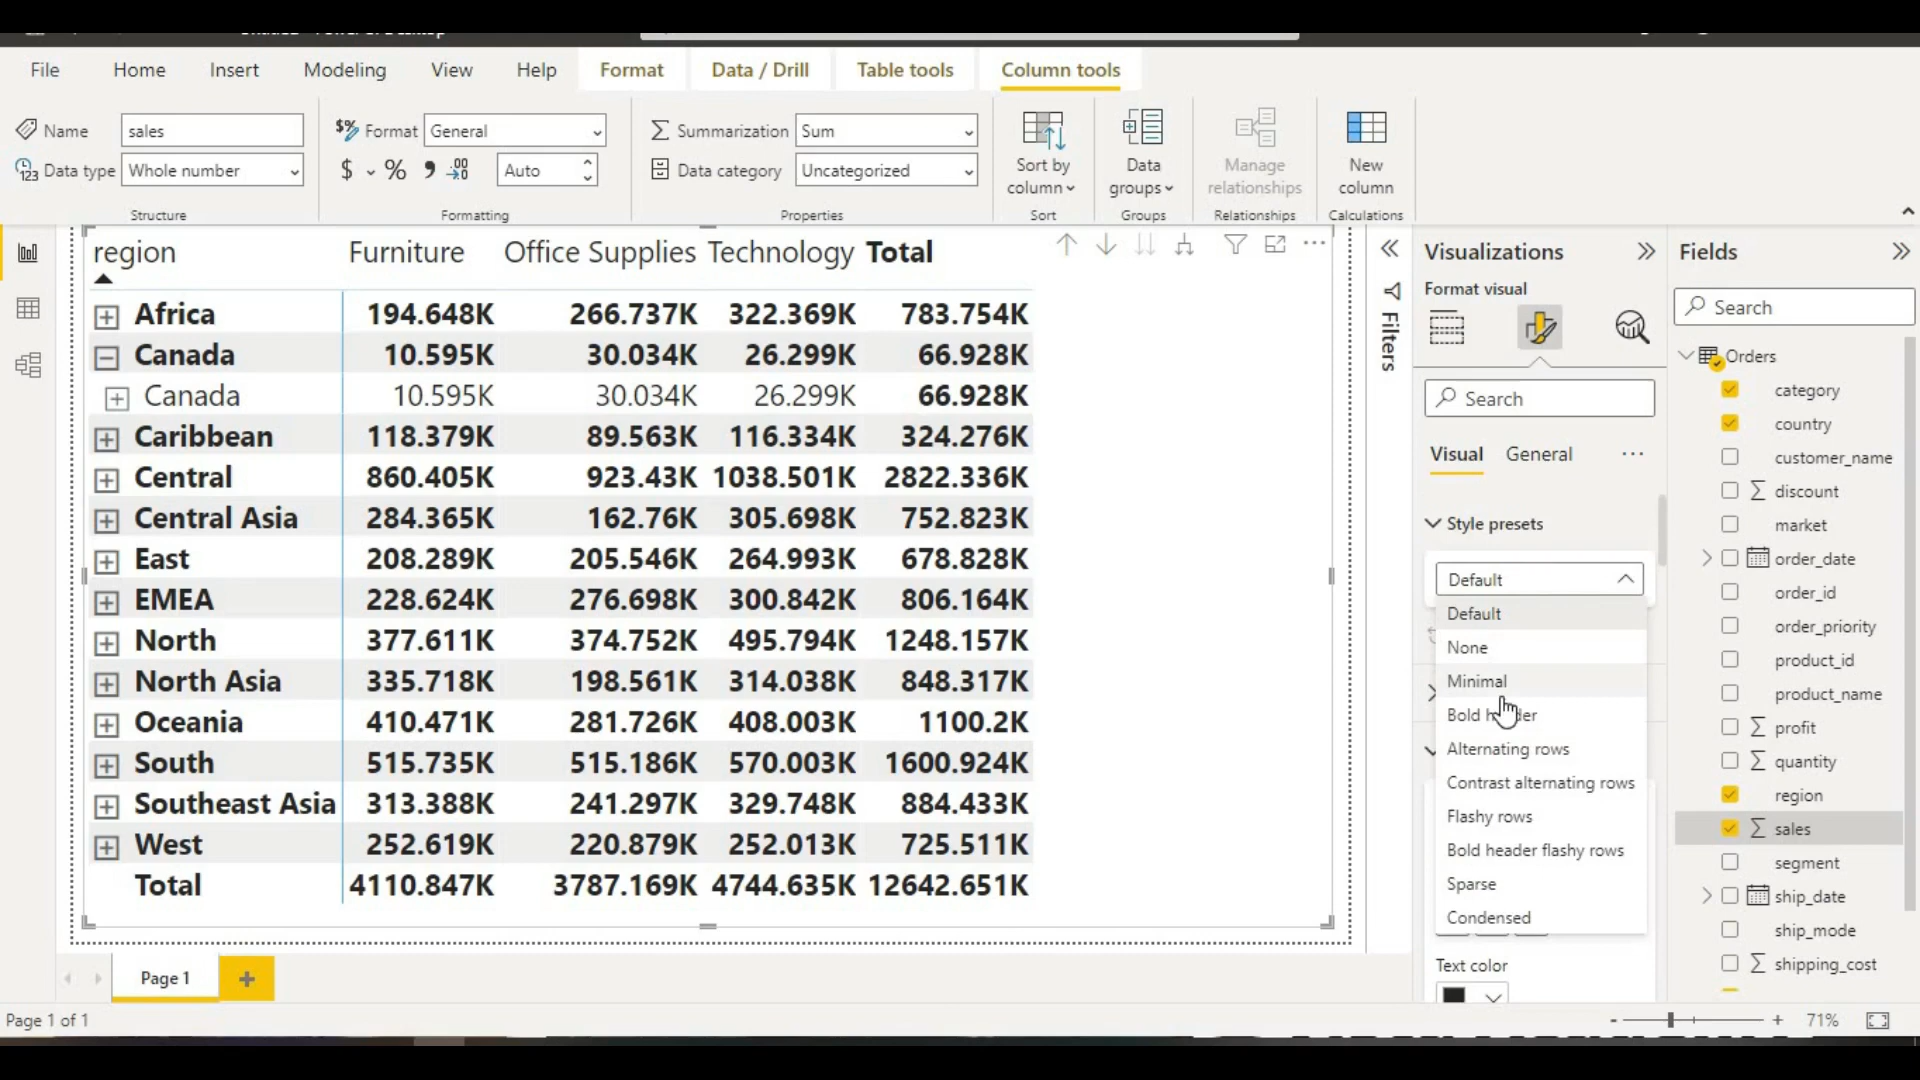 File Home Insert Modeling View Help Format Data / Drill Table tools Column tools
Name sales Format General Summarization Sum
Data type Whole number $ % Auto Data category Uncategorized
Sort by column Data groups Manage relationships New column
Structure Formatting Properties Sort Groups Relationships Calculations
region Furniture Office Supplies Technology Total
Africa 194.648K 266.737K 322.369K 783.754K
Canada 10.595K 30.034K 26.299K 66.928K
Canada 10.595K 30.034K 26.299K 66.928K
Caribbean 118.379K 89.563K 116.334K 324.276K
Central 860.405K 923.43K 1038.501K 2822.336K
Central Asia 284.365K 162.76K 305.698K 752.823K
East 208.289K 205.546K 264.993K 678.828K
EMEA 228.624K 276.698K 300.842K 806.164K
North 377.611K 374.752K 495.794K 1248.157K
North Asia 335.718K 198.561K 314.038K 848.317K
Oceania 410.471K 281.726K 408.003K 1100.2K
South 515.735K 515.186K 570.003K 1600.924K
Southeast Asia 313.388K 241.297K 329.748K 884.433K
West 252.619K 220.879K 252.013K 725.511K
Total 4110.847K 3787.169K 4744.635K 12642.651K
Filters
Visualizations
Format visual
Search
Visual General
Style presets
Default
Default
None
Minimal
Bold header
Alternating rows
Contrast alternating rows
Flashy rows
Bold header flashy rows
Sparse
Condensed
Text color
Fields
Search
Orders
category
country
customer_name
discount
market
order_date
order_id
order_priority
product_id
product_name
profit
quantity
region
sales
segment
ship_date
ship_mode
shipping_cost
Page 1
Page 1 of 1
71%